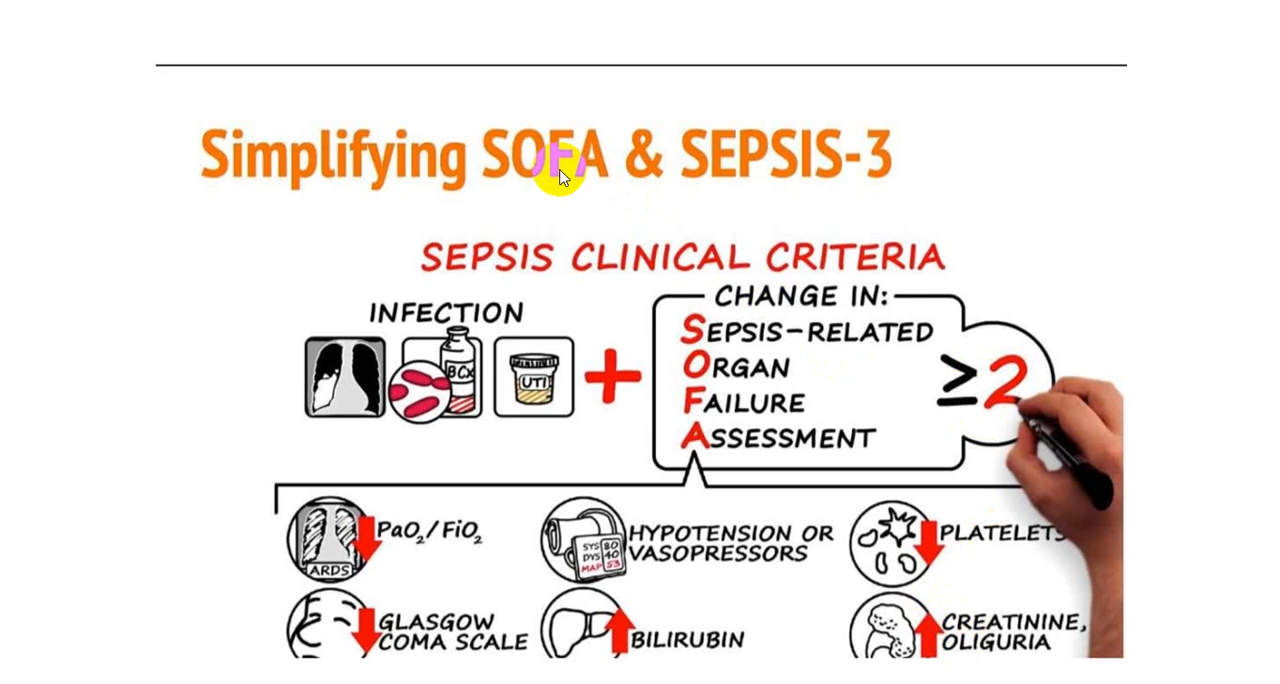 Simplifying SOFA & SEPSIS-3
SEPSIS CLINICAL CRITERIA
INFECTION
BCx
UTI
+
CHANGE IN:
SEPSIS-RELATED
ORGAN
FAILURE
ASSESSMENT
≥2
ARDS
PaO₂/FiO₂
SYS 80
DYS 40
MAP 53
HYPOTENSION OR
VASOPRESSORS
PLATELETS
GLASGOW
COMA SCALE
BILIRUBIN
CREATININE,
OLIGURIA